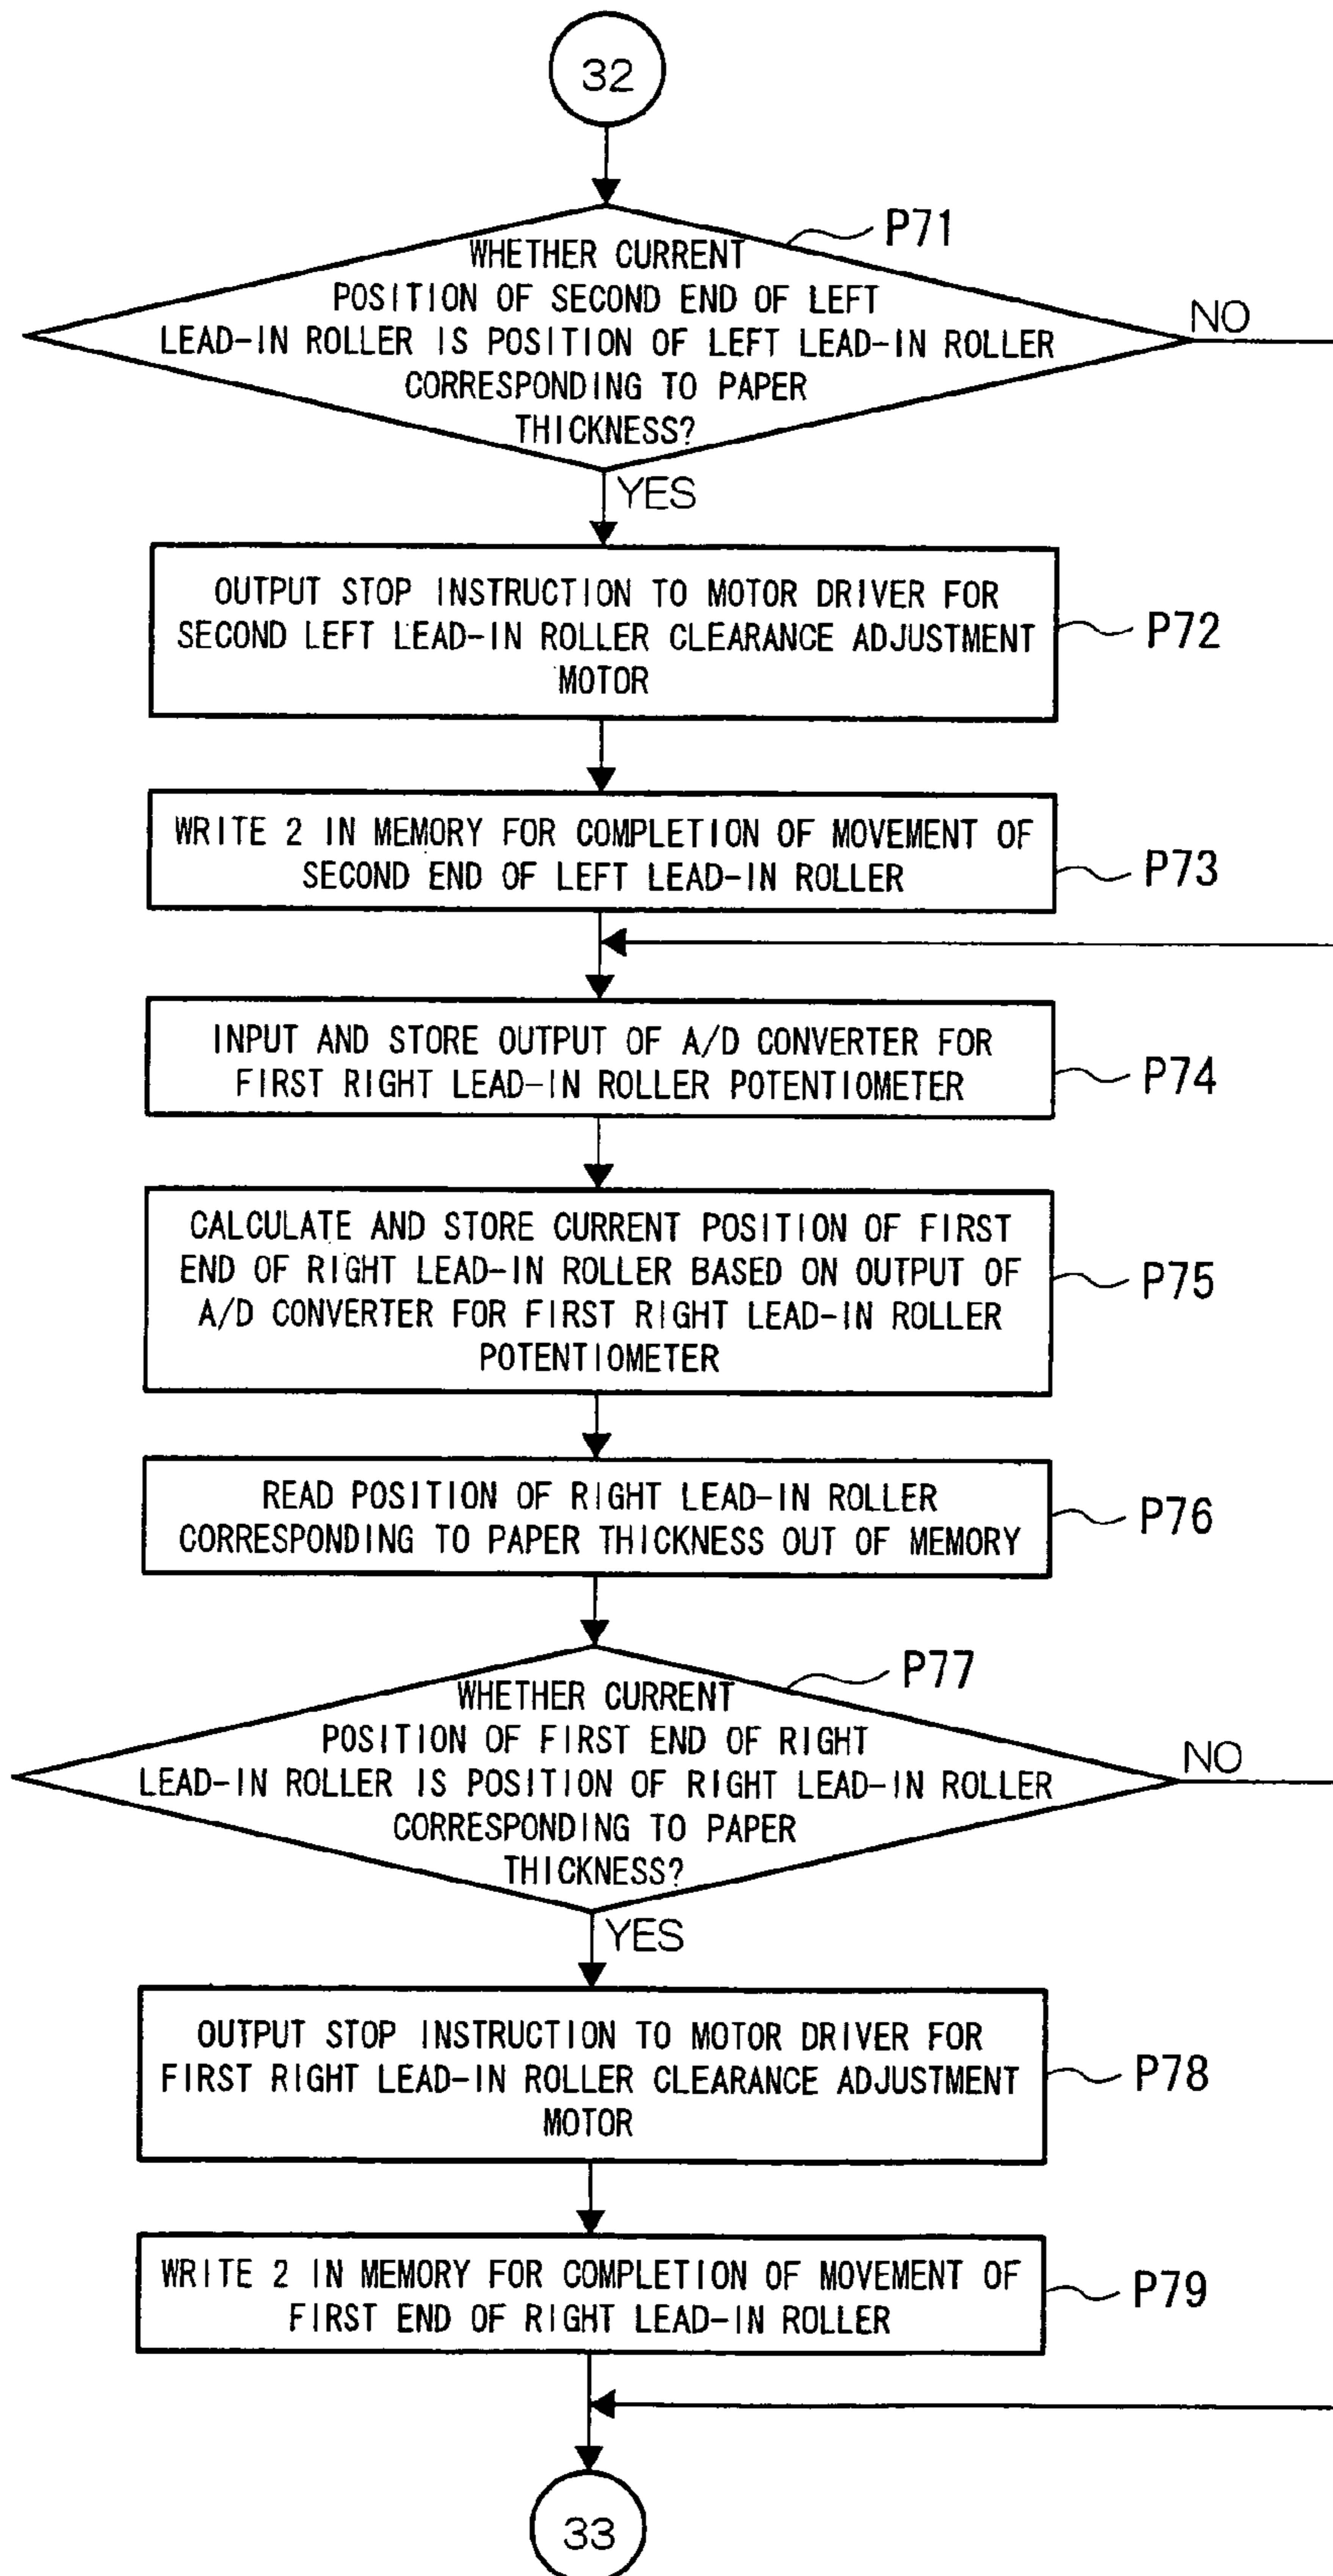 32
P71
WHETHER CURRENT
POSITION OF SECOND END OF LEFT
LEAD-IN ROLLER IS POSITION OF LEFT LEAD-IN ROLLER
CORRESPONDING TO PAPER
THICKNESS?
NO
YES
OUTPUT STOP INSTRUCTION TO MOTOR DRIVER FOR
SECOND LEFT LEAD-IN ROLLER CLEARANCE ADJUSTMENT
MOTOR
P72
WRITE 2 IN MEMORY FOR COMPLETION OF MOVEMENT OF
SECOND END OF LEFT LEAD-IN ROLLER
P73
INPUT AND STORE OUTPUT OF A/D CONVERTER FOR
FIRST RIGHT LEAD-IN ROLLER POTENTIOMETER
P74
CALCULATE AND STORE CURRENT POSITION OF FIRST
END OF RIGHT LEAD-IN ROLLER BASED ON OUTPUT OF
A/D CONVERTER FOR FIRST RIGHT LEAD-IN ROLLER
POTENTIOMETER
P75
READ POSITION OF RIGHT LEAD-IN ROLLER
CORRESPONDING TO PAPER THICKNESS OUT OF MEMORY
P76
P77
WHETHER CURRENT
POSITION OF FIRST END OF RIGHT
LEAD-IN ROLLER IS POSITION OF RIGHT LEAD-IN ROLLER
CORRESPONDING TO PAPER
THICKNESS?
NO
YES
OUTPUT STOP INSTRUCTION TO MOTOR DRIVER FOR
FIRST RIGHT LEAD-IN ROLLER CLEARANCE ADJUSTMENT
MOTOR
P78
WRITE 2 IN MEMORY FOR COMPLETION OF MOVEMENT OF
FIRST END OF RIGHT LEAD-IN ROLLER
P79
33